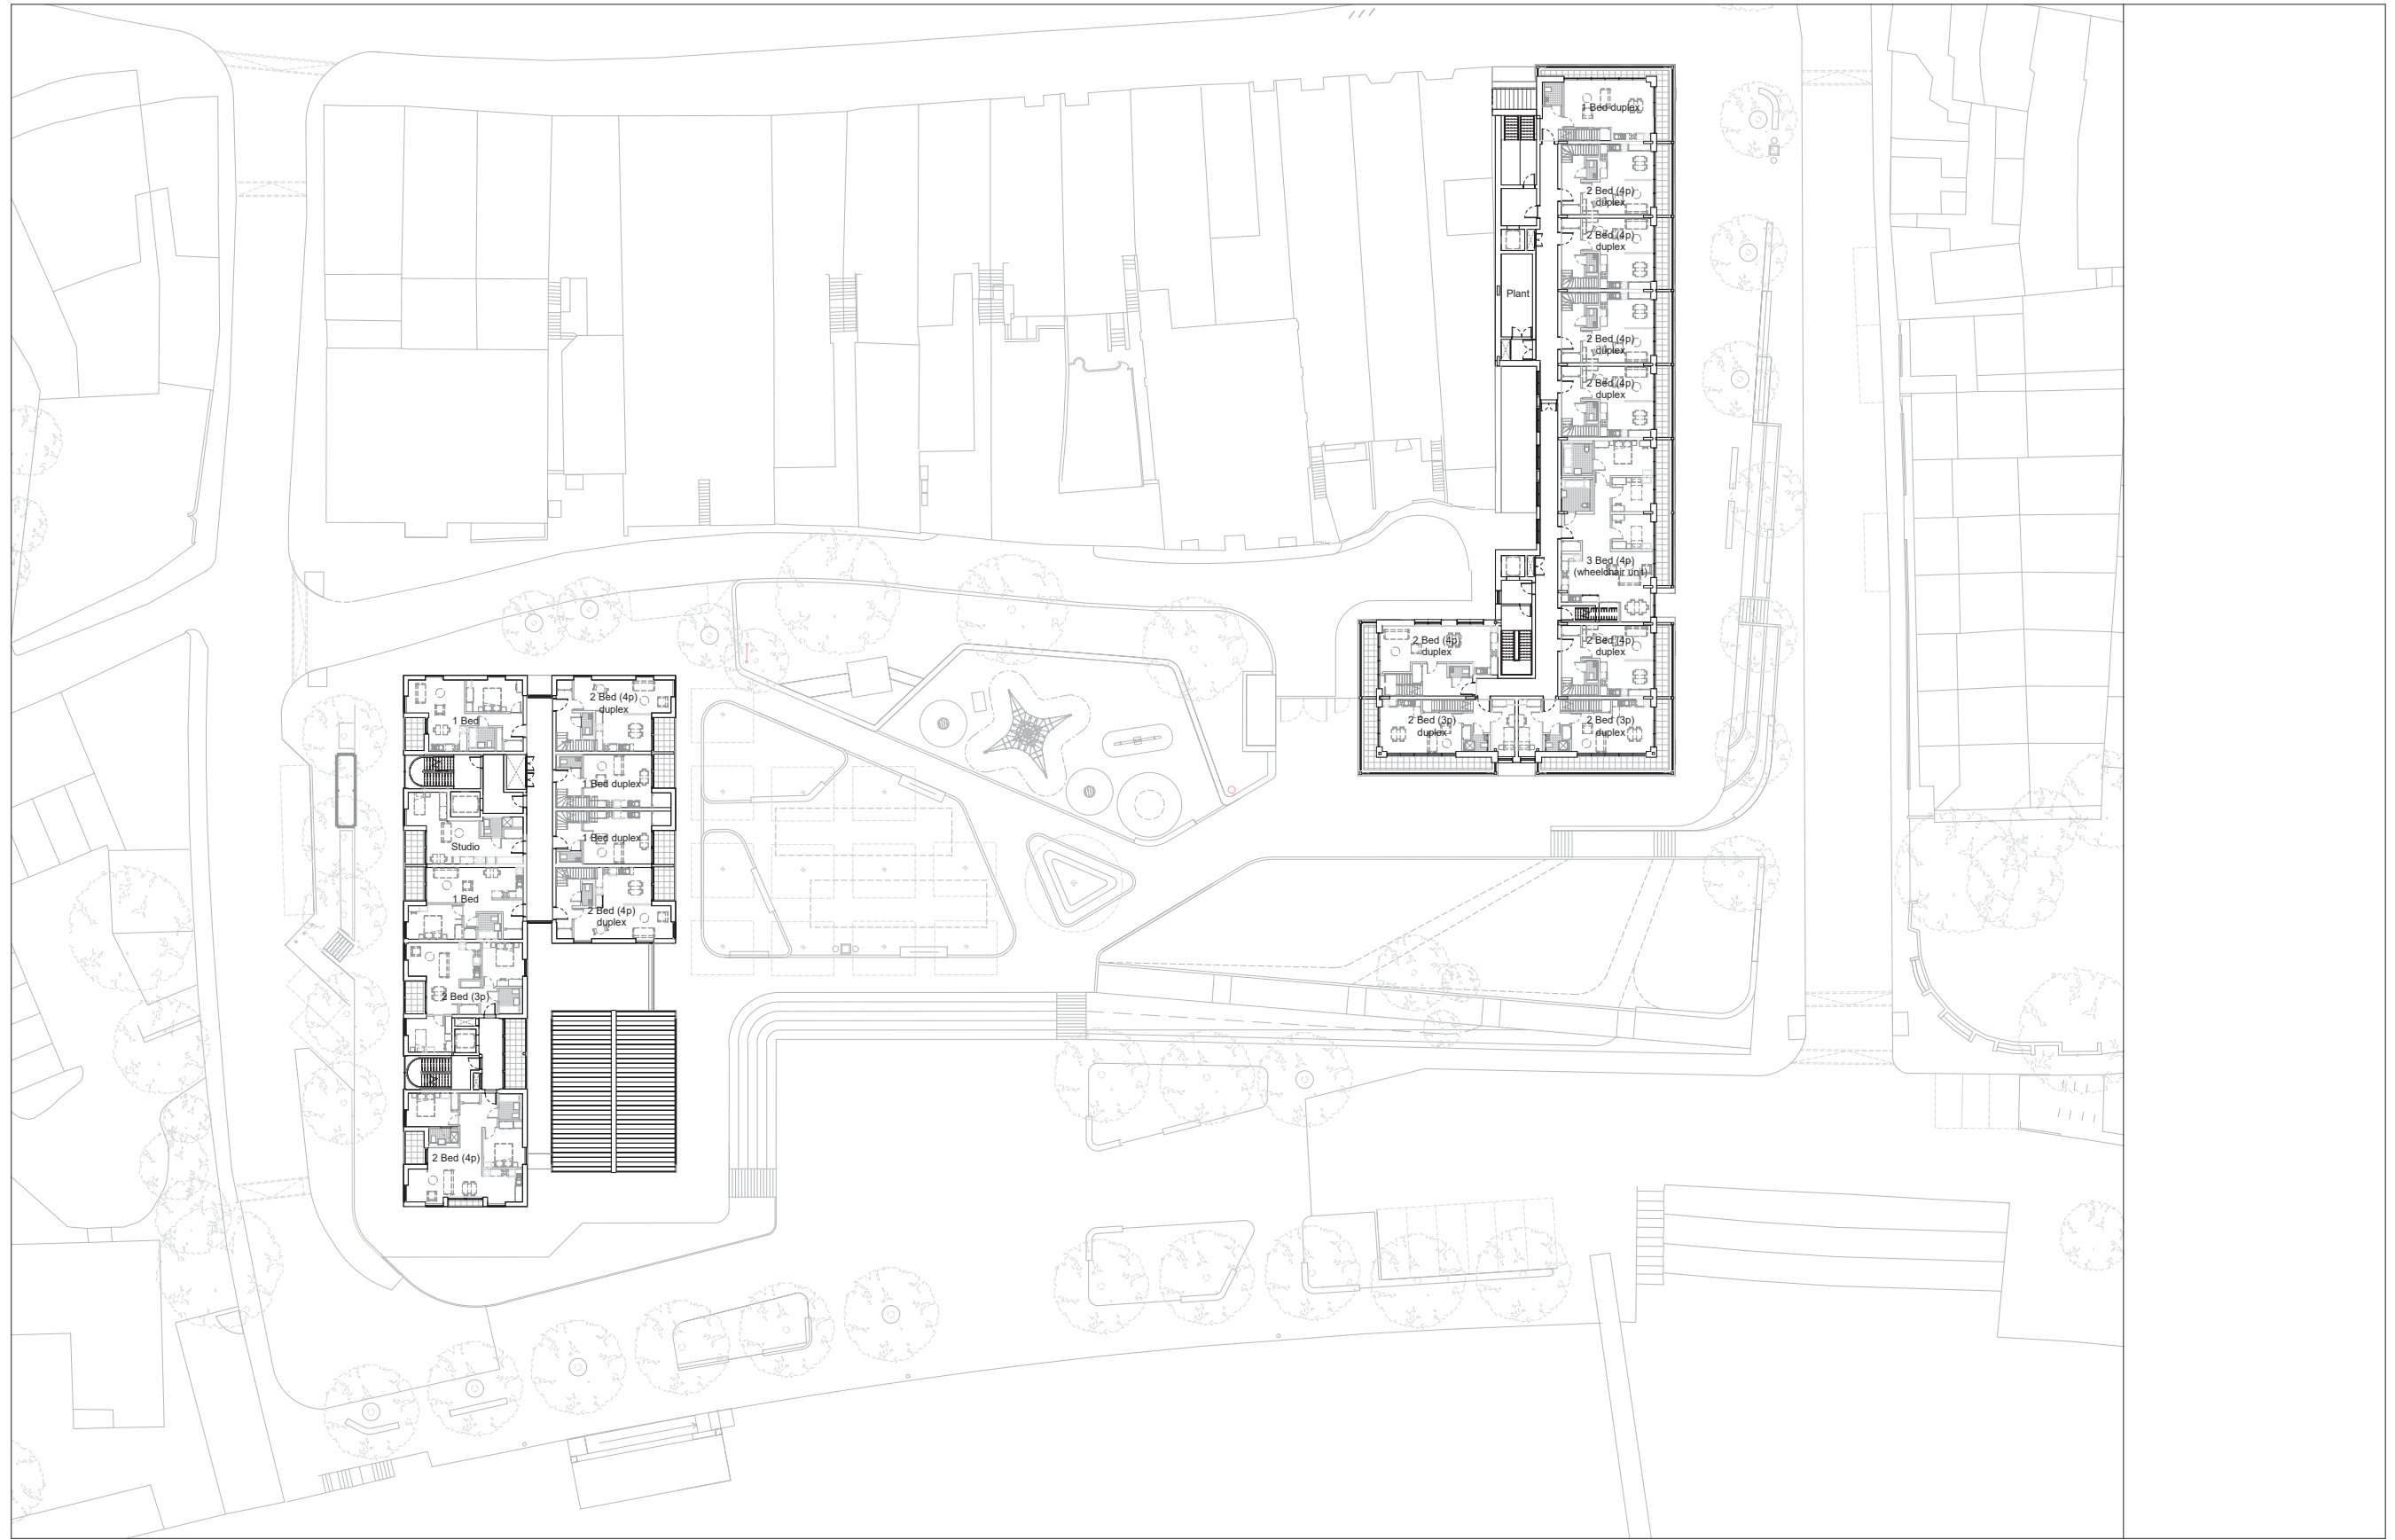 1 Bed duplex
2 Bed (4p)
duplex
2 Bed (4p)
duplex
Plant
2 Bed (4p)
duplex
2 Bed (4p)
duplex
3 Bed (4p)
(wheelchair unit)
2 Bed (4p)
duplex
2 Bed (4p)
duplex
2 Bed (3p)
duplex
2 Bed (3p)
duplex
1 Bed
2 Bed (4p)
duplex
1 Bed duplex
1 Bed duplex
Studio
1 Bed
2 Bed (4p)
duplex
2 Bed (3p)
2 Bed (4p)